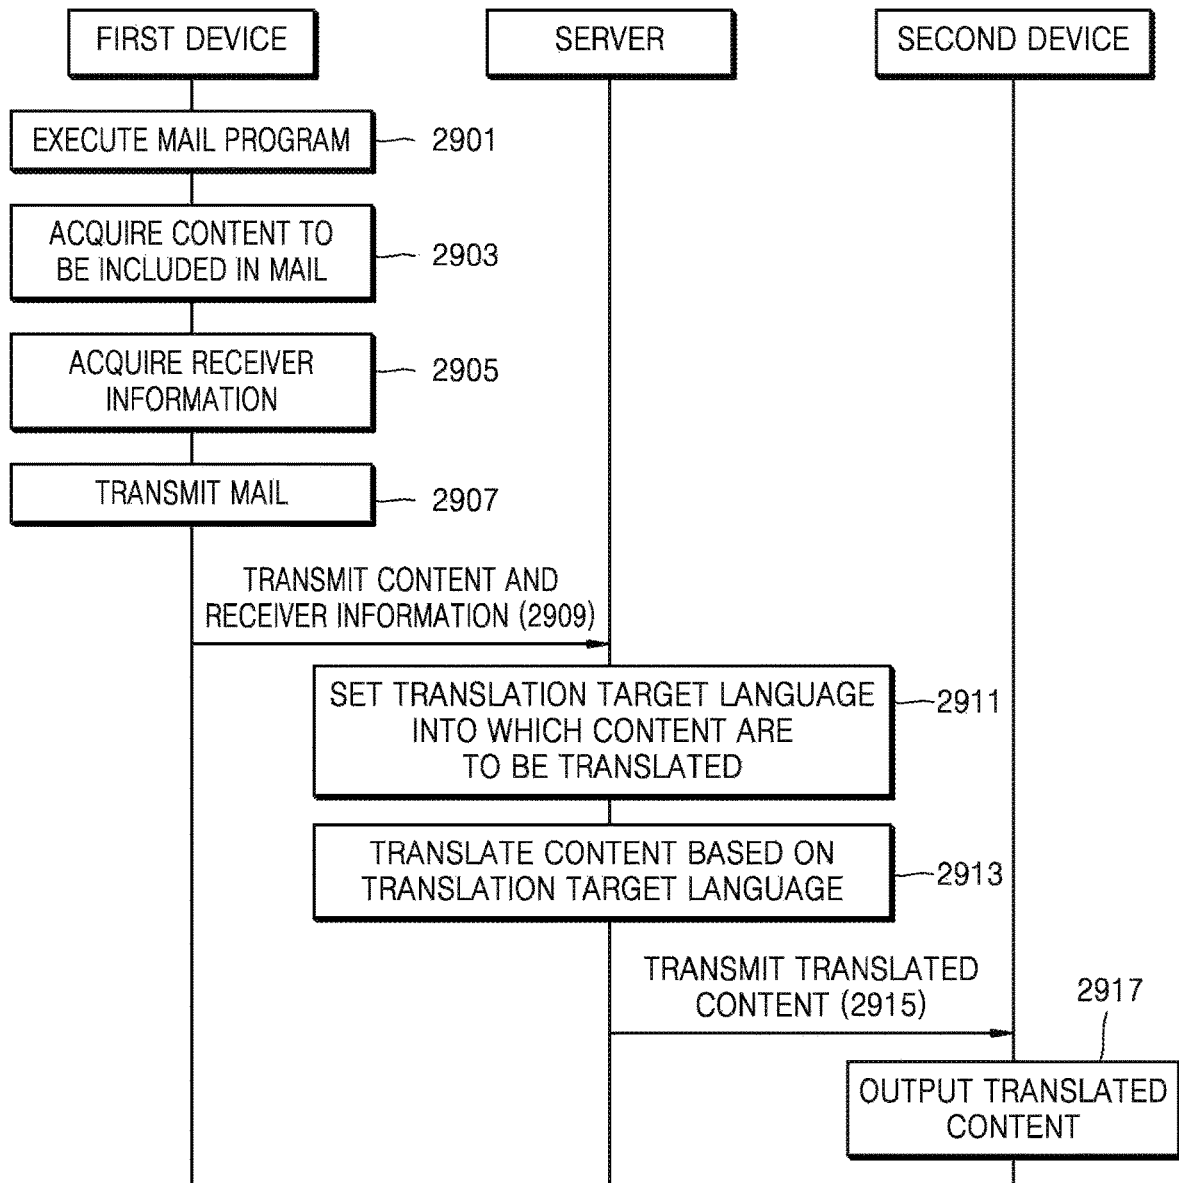 FIRST DEVICE
SERVER
SECOND DEVICE
EXECUTE MAIL PROGRAM
2901
ACQUIRE CONTENT TO
BE INCLUDED IN MAIL
2903
ACQUIRE RECEIVER
INFORMATION
2905
TRANSMIT MAIL
2907
TRANSMIT CONTENT AND
RECEIVER INFORMATION (2909)
SET TRANSLATION TARGET LANGUAGE
INTO WHICH CONTENT ARE
TO BE TRANSLATED
2911
TRANSLATE CONTENT BASED ON
TRANSLATION TARGET LANGUAGE
2913
TRANSMIT TRANSLATED
CONTENT (2915)
2917
OUTPUT TRANSLATED
CONTENT